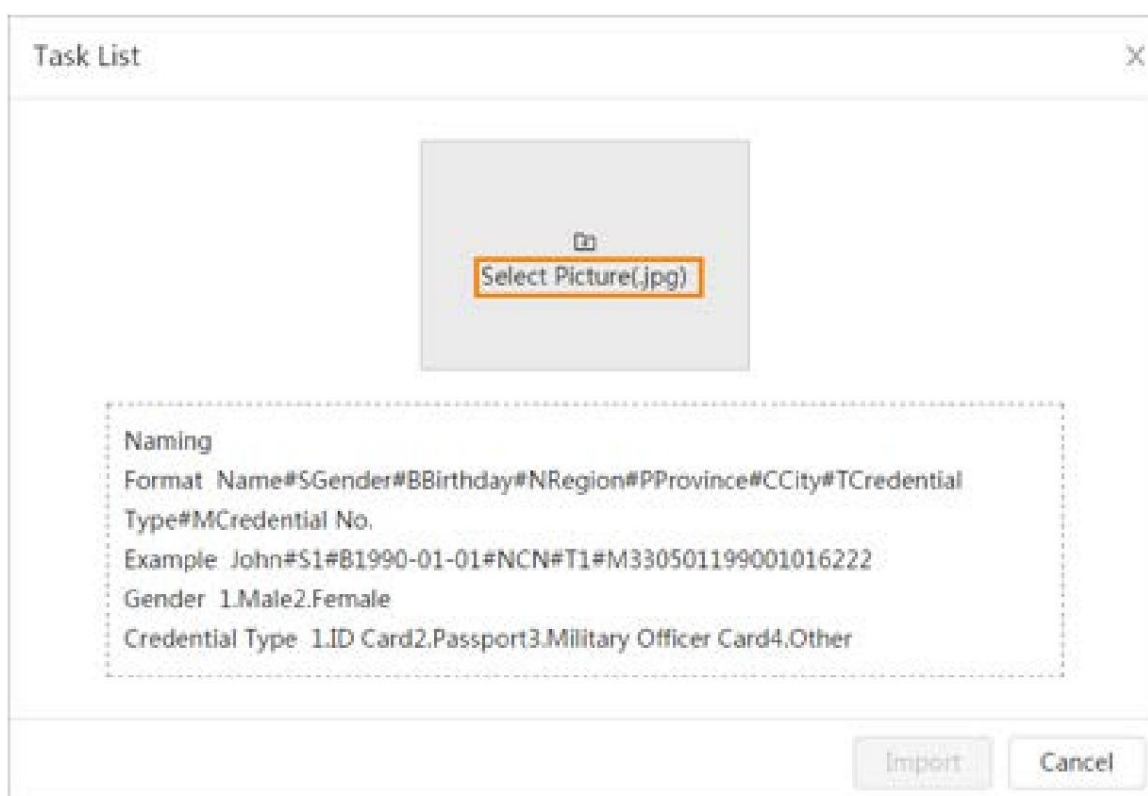 Task List
Select Picture(.jpg)
Naming
Format Name#SGender#BBirthday#NRegion#PProvince#CCity#TCredential
Type#MCredential No.
Example John#S1#B1990-01-01#NCN#T1#M330501199001016222
Gender 1.Male2.Female
Credential Type 1.ID Card2.Passport3.Military Officer Card4.Other
Import Cancel